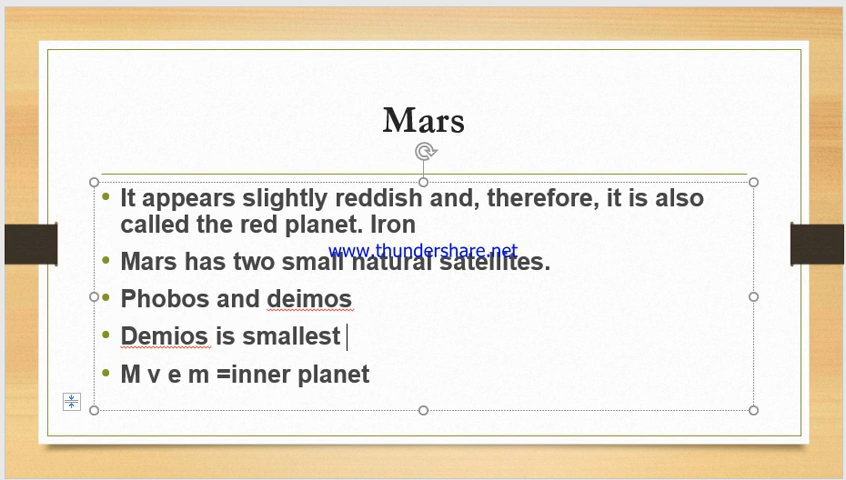 Mars
• It appears slightly reddish and, therefore, it is also
called the red planet. Iron
www.thundershare.net
• Mars has two small natural satellites.
• Phobos and deimos
• Demios is smallest
• M v e m =inner planet